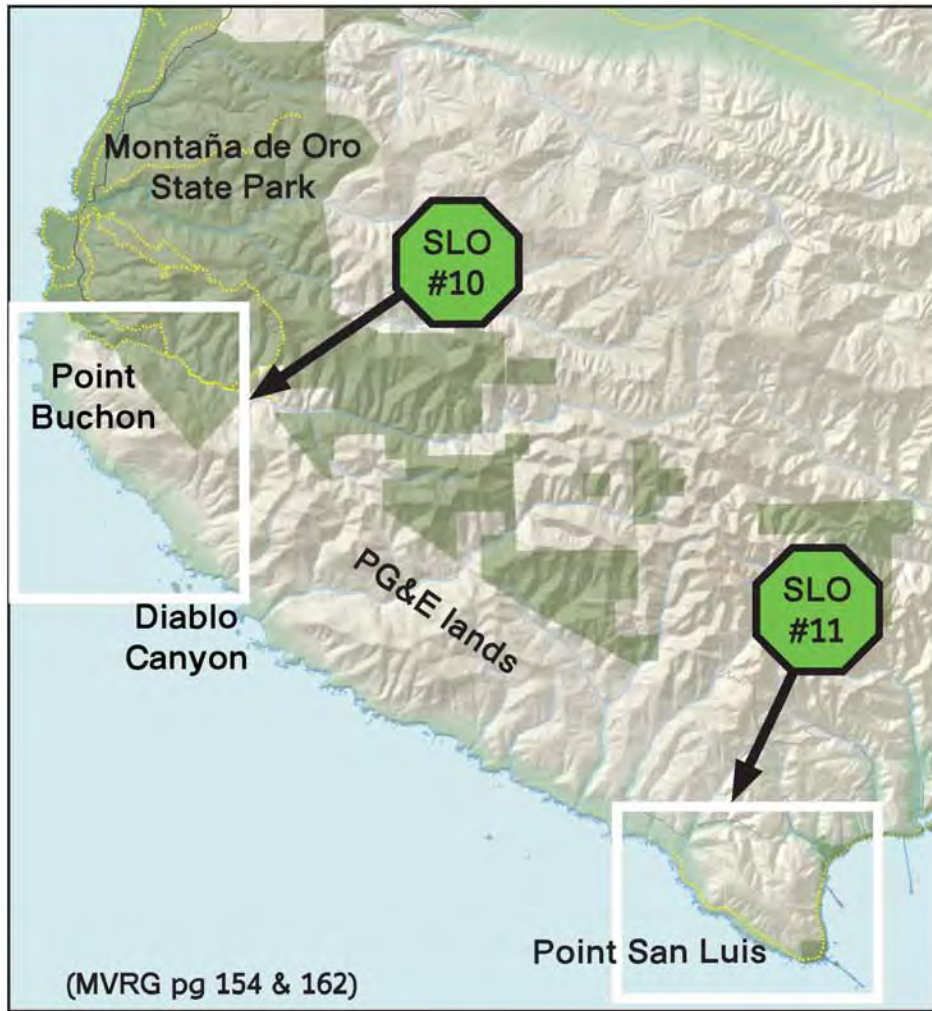 Montaña de Oro
State Park
SLO
#10
Point
Buchon
PG&E lands
SLO
#11
Diablo
Canyon
Point San Luis
(MVRG pg 154 & 162)